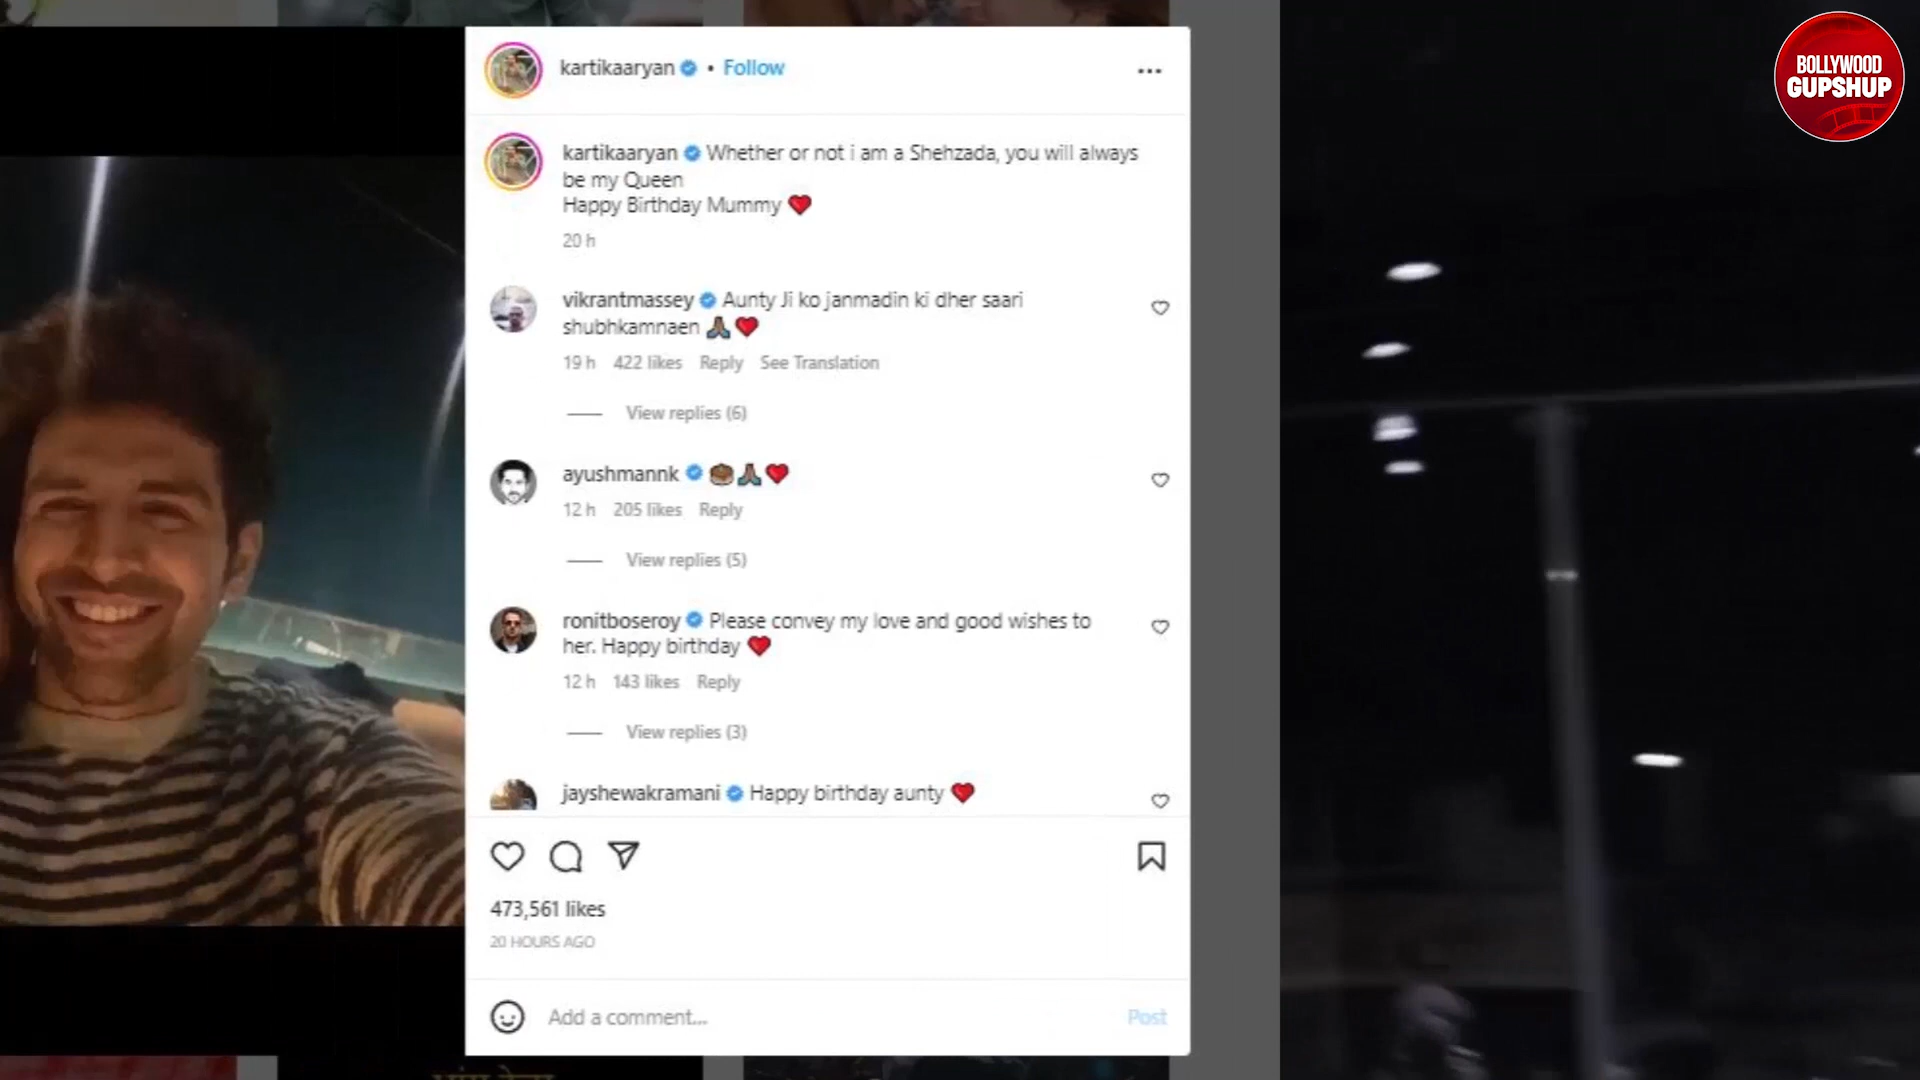 BOLLYWOOD
GUPSHUP
kartikaaryan • Follow
kartikaaryan Whether or not i am a Shehzada, you will always
be my Queen
Happy Birthday Mummy ❤️
20 h
vikrantmassey Aunty Ji ko janmadin ki dher saari
shubhkamnaen 🙏🏾❤️
19 h 422 likes Reply See Translation
View replies (6)
ayushmannk 🎂🙏🏾❤️
12 h 205 likes Reply
View replies (5)
ronitboseroy Please convey my love and good wishes to
her. Happy birthday ❤️
12 h 143 likes Reply
View replies (3)
jayshewakramani Happy birthday aunty ❤️
473,561 likes
20 HOURS AGO
Add a comment... Post